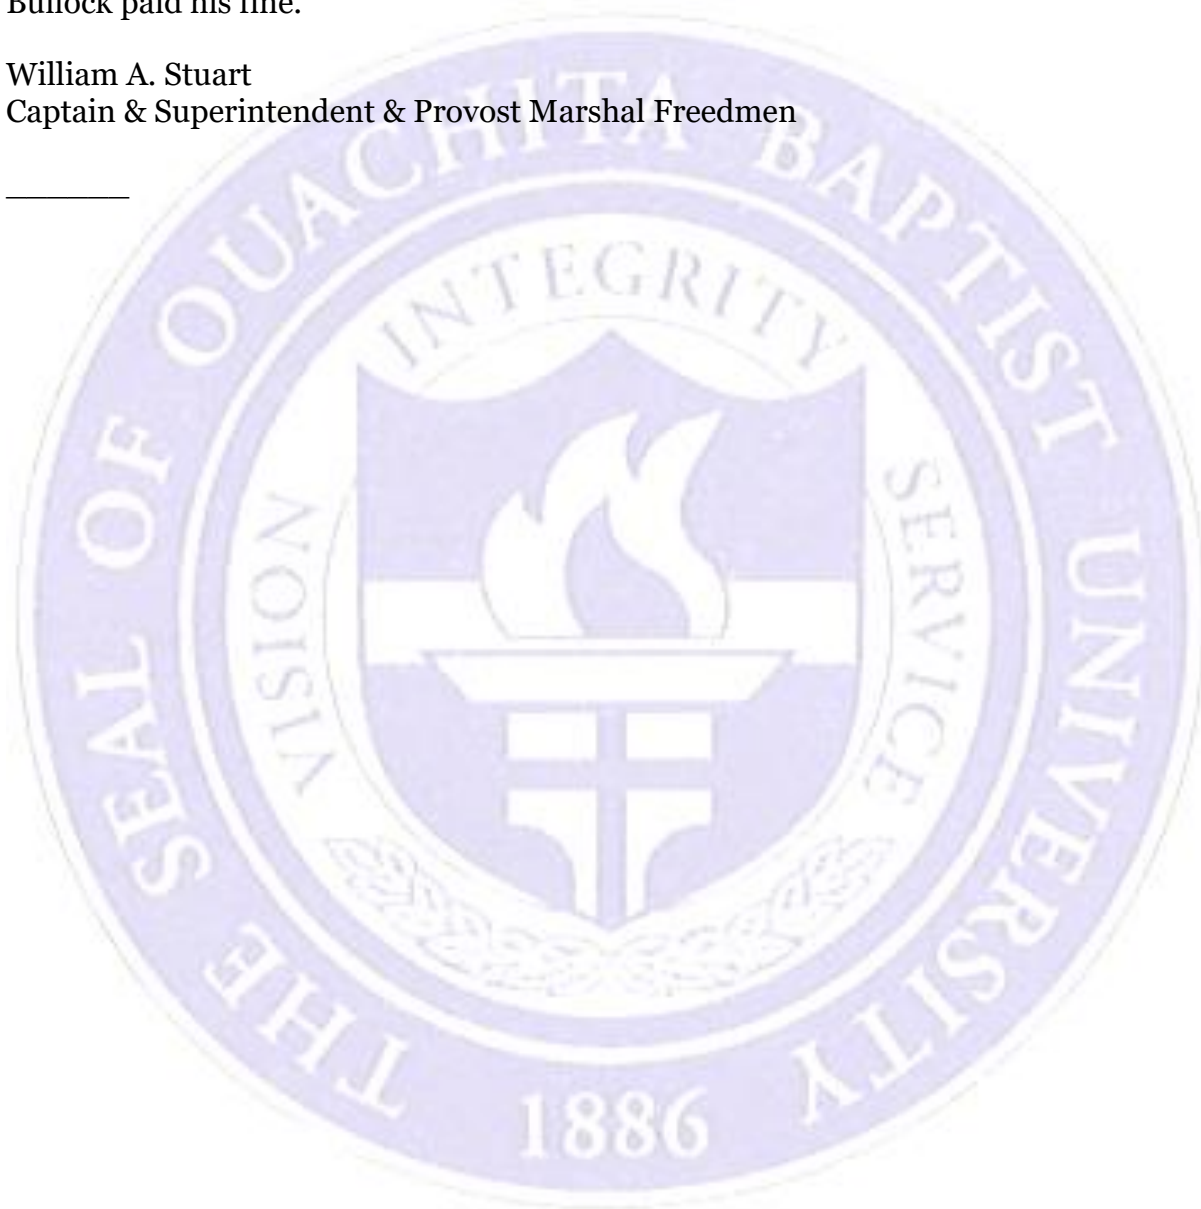 Bullock paid his fine.
William A. Stuart
Captain & Superintendent & Provost Marshal Freedmen
THE SEAL OF OUACHITA BAPTIST UNIVERSITY
INTEGRITY
VISION
SERVICE
1886